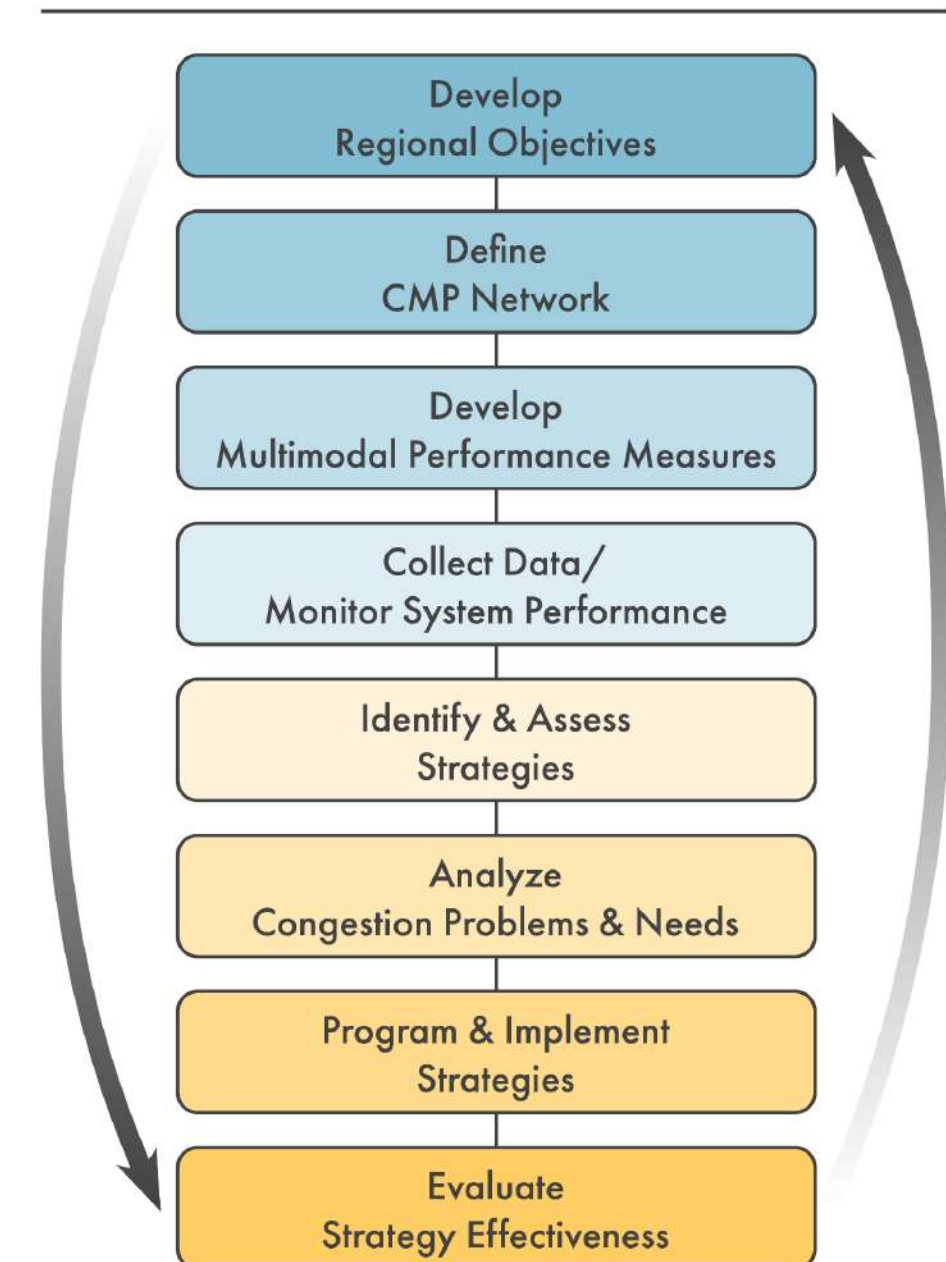 Develop
Regional Objectives
Define
CMP Network
Develop
Multimodal Performance Measures
Collect Data/
Monitor System Performance
Identify & Assess
Strategies
Analyze
Congestion Problems & Needs
Program & Implement
Strategies
Evaluate
Strategy Effectiveness